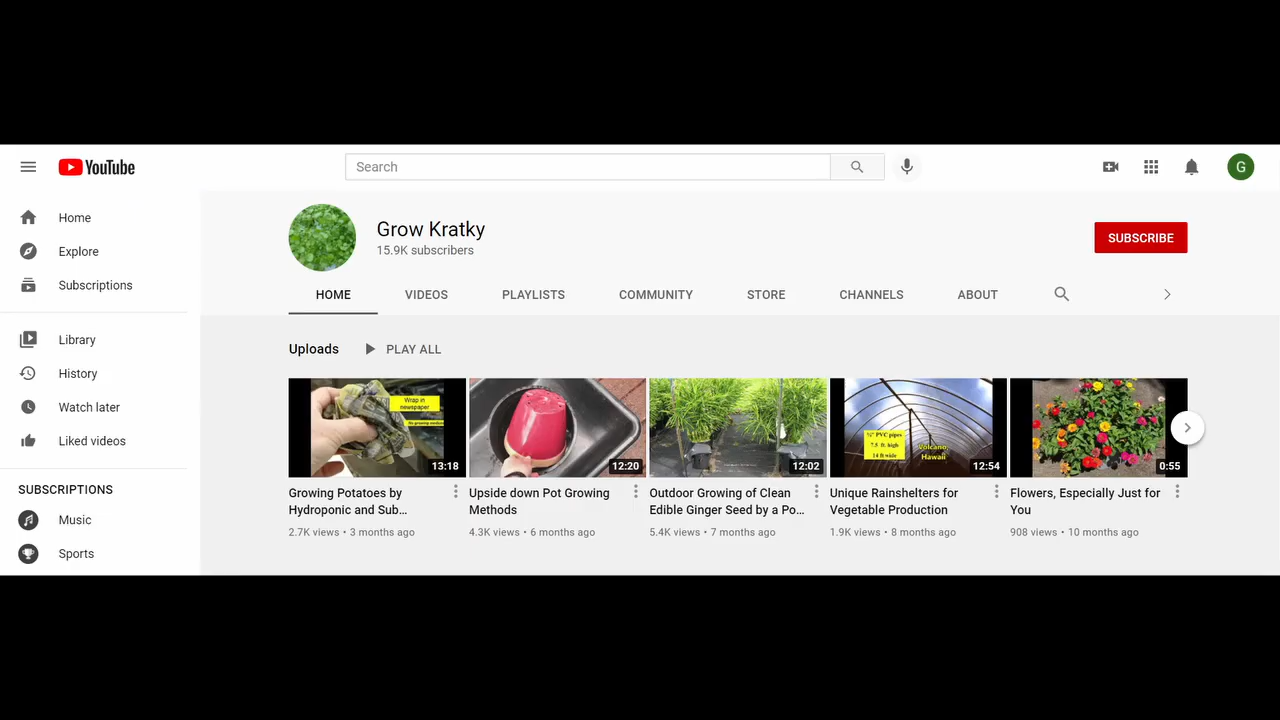 YouTube
Search
G
Home
Explore
Subscriptions
Library
History
Watch later
Liked videos
SUBSCRIPTIONS
Music
Sports
Grow Kratky
15.9K subscribers
SUBSCRIBE
HOME VIDEOS PLAYLISTS COMMUNITY STORE CHANNELS ABOUT
Uploads PLAY ALL
Wrap in
newspaper
No growing medium
13:18
Growing Potatoes by
Hydroponic and Sub...
2.7K views • 3 months ago
12:20
Upside down Pot Growing
Methods
4.3K views • 6 months ago
12:02
Outdoor Growing of Clean
Edible Ginger Seed by a Po...
5.4K views • 7 months ago
¾" PVC pipes
7.5 ft. high
14 ft wide
Volcano,
Hawaii
12:54
Unique Rainshelters for
Vegetable Production
1.9K views • 8 months ago
0:55
Flowers, Especially Just for
You
908 views • 10 months ago